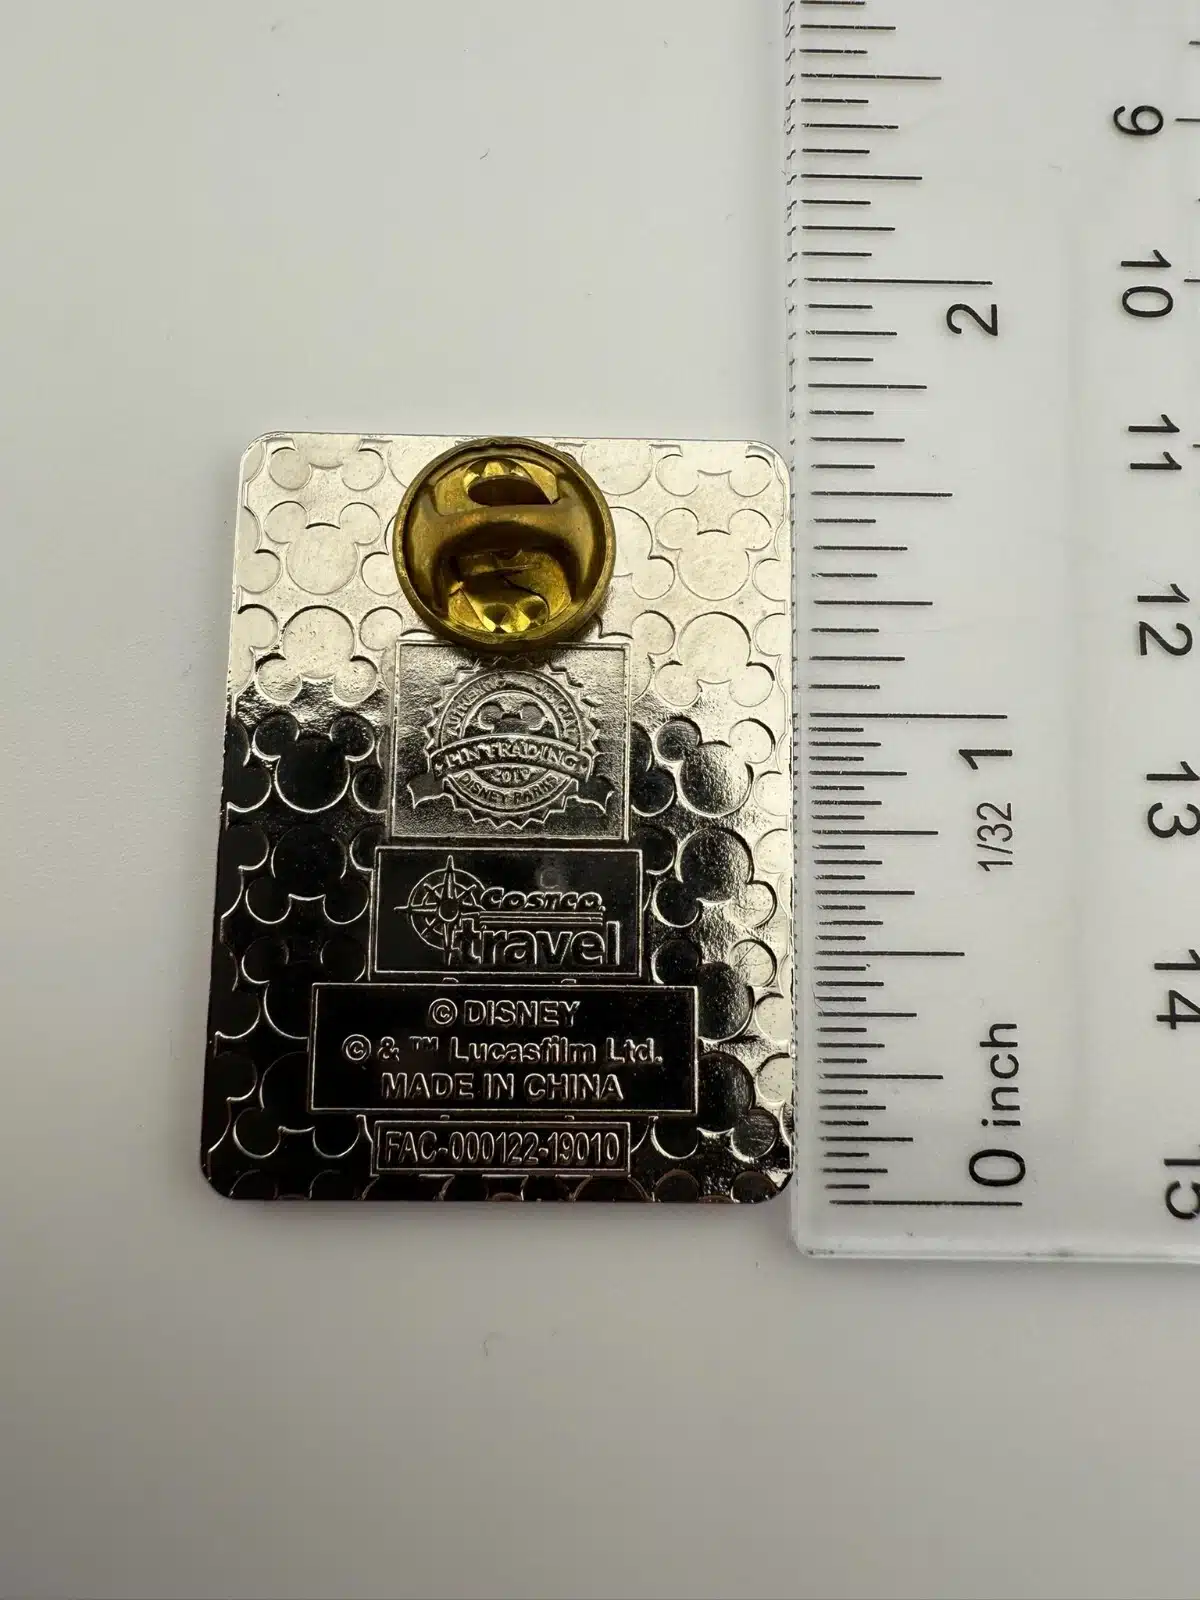 AUTHENTIC OFFICIAL
PIN TRADING
2019
DISNEY PARKS
COSTCO
travel
© DISNEY
© & ™ Lucasfilm Ltd.
MADE IN CHINA
FAC-000122-19010
9
10
11
12
13
14
15
2
1
1/32
0 inch